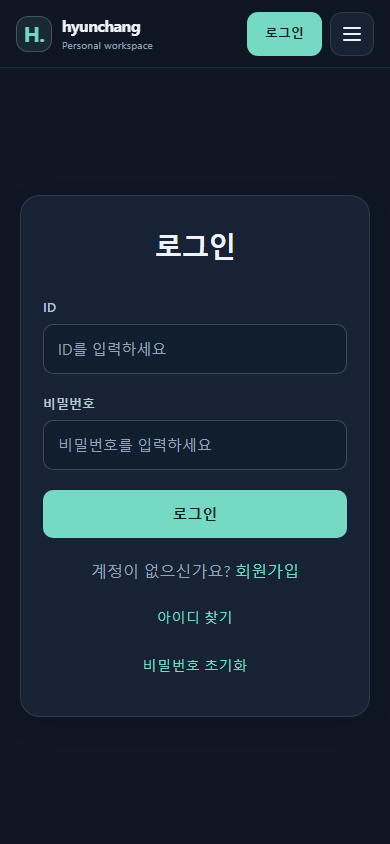 H.
hyunchang
Personal workspace
로그인
로그인
ID
ID를 입력하세요
비밀번호
비밀번호를 입력하세요
로그인
계정이 없으신가요? 회원가입
아이디 찾기
비밀번호 초기화